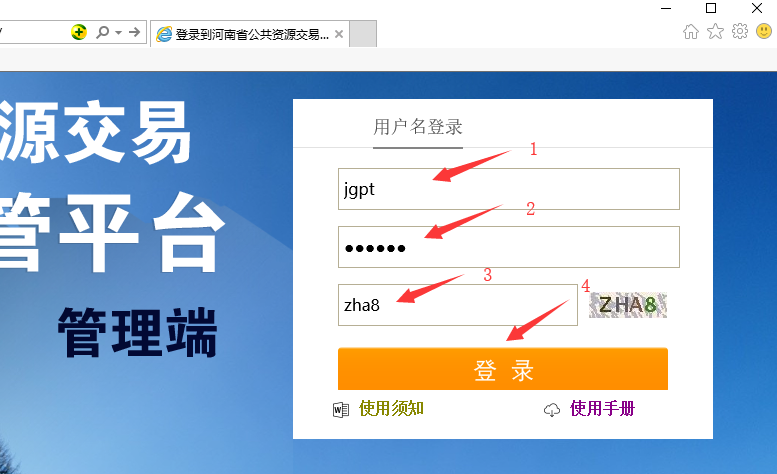 登录到河南省公共资源交易...
源交易
管平台
管理端
用户名登录
1
jgpt
2
●●●●●●
3
zha8
4
ZHA8
登 录
使用须知
使用手册